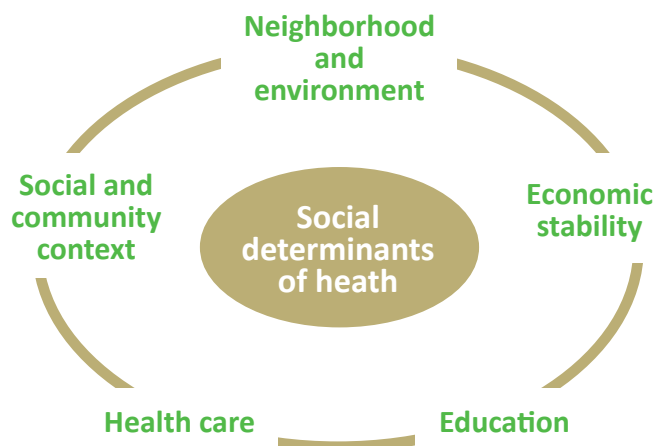 Neighborhood
and
environment
Social and
community
context
Economic
stability
Social
determinants
of heath
Health care
Education